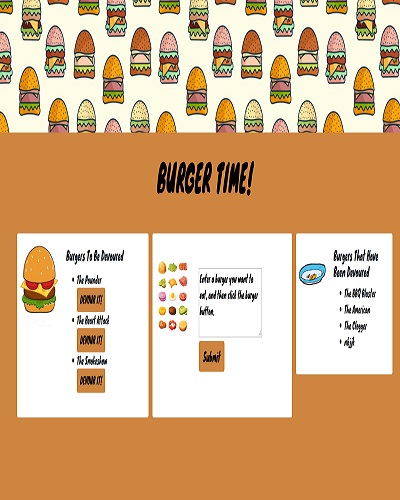 BURGER TIME!
Burgers To Be Devoured
The Pounder
DEVOUR IT!
The Heart Attack
DEVOUR IT!
The Smokeshow
DEVOUR IT!
Enter a burger you want to
eat, and then click the burger
button.
Submit
Burgers That Have
Been Devoured
The BBQ Blaster
The American
The Clogger